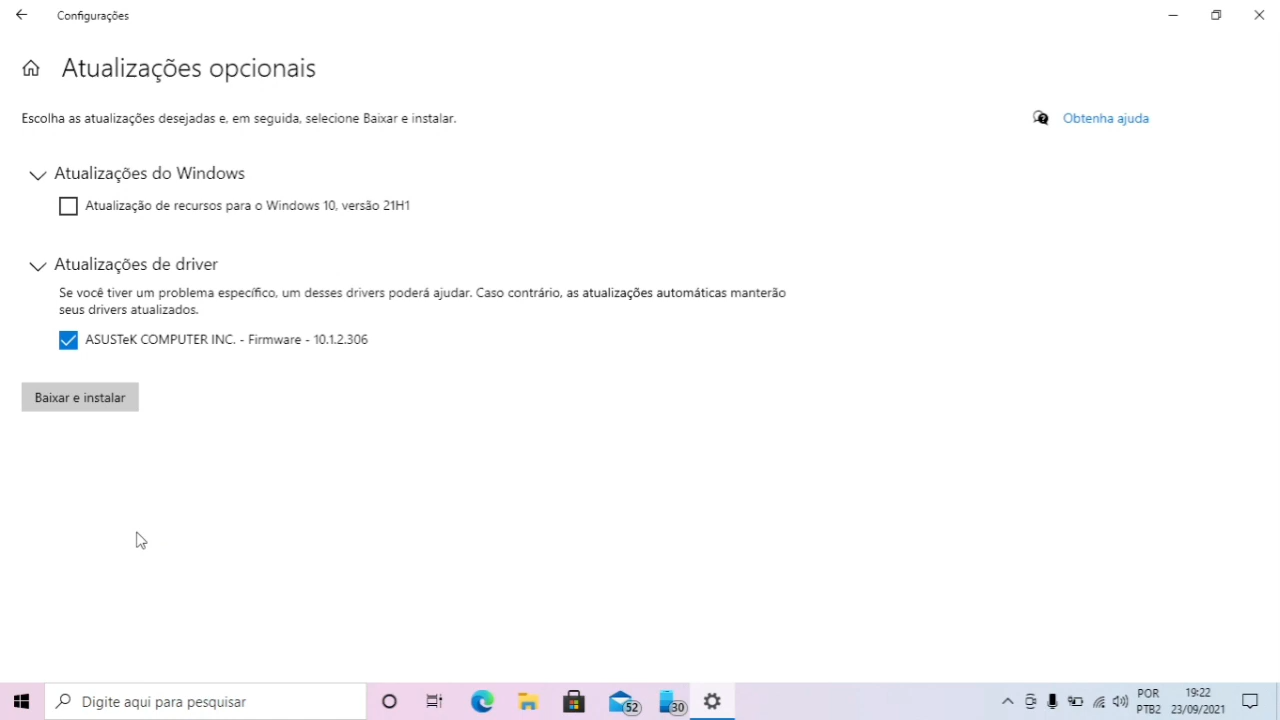 Configurações
Atualizações opcionais
Escolha as atualizações desejadas e, em seguida, selecione Baixar e instalar.
Obtenha ajuda
Atualizações do Windows
Atualização de recursos para o Windows 10, versão 21H1
Atualizações de driver
Se você tiver um problema específico, um desses drivers poderá ajudar. Caso contrário, as atualizações automáticas manterão
seus drivers atualizados.
ASUSTeK COMPUTER INC. - Firmware - 10.1.2.306
Baixar e instalar
Digite aqui para pesquisar
52
30
POR
PTB2
19:22
23/09/2021